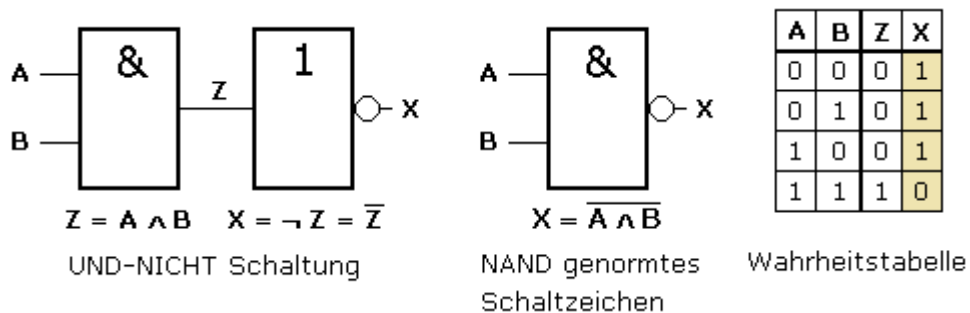 A
B
&
Z
1
X
Z = A ∧ B
X = ¬ Z = Z̅
UND-NICHT Schaltung
A
B
&
X
X = A̅ ∧̅ B̅
NAND genormtes
Schaltzeichen
A B Z X
0 0 0 1
0 1 0 1
1 0 0 1
1 1 1 0
Wahrheitstabelle